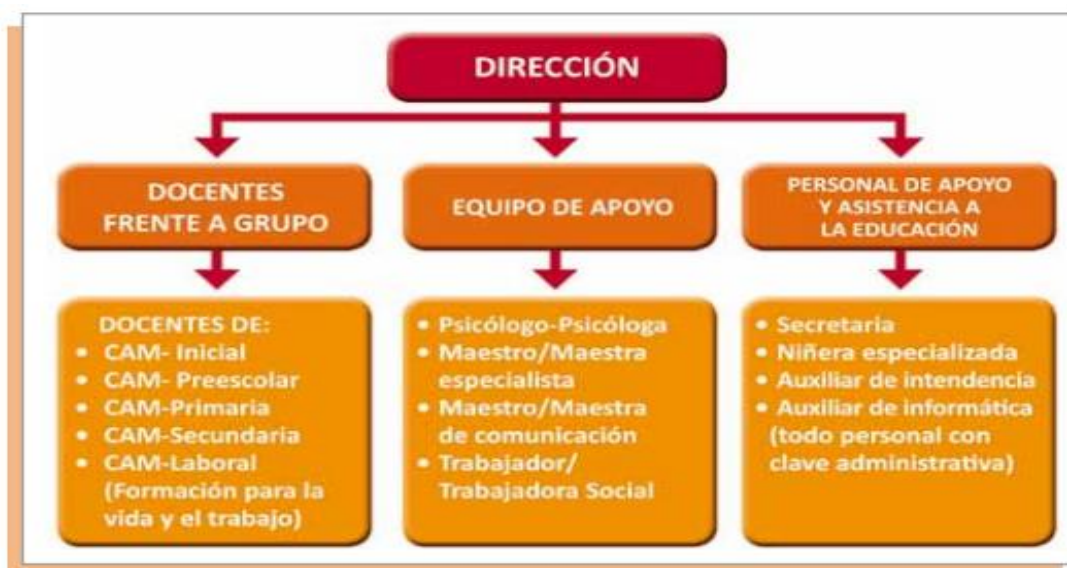 DIRECCIÓN
DOCENTES
FRENTE A GRUPO
EQUIPO DE APOYO
PERSONAL DE APOYO
Y ASISTENCIA A
LA EDUCACIÓN
DOCENTES DE:
• CAM- Inicial
• CAM- Preescolar
• CAM-Primaria
• CAM-Secundaria
• CAM-Laboral
(Formación para la
vida y el trabajo)
• Psicólogo-Psicóloga
• Maestro/Maestra
especialista
• Maestro/Maestra
de comunicación
• Trabajador/
Trabajadora Social
• Secretaria
• Niñera especializada
• Auxiliar de intendencia
• Auxiliar de informática
(todo personal con
clave administrativa)